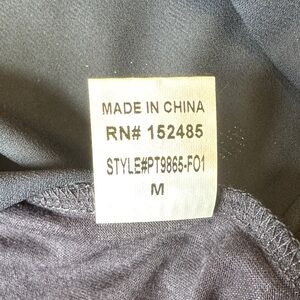 MADE IN CHINA
RN# 152485
STYLE#PT9865-FO1
M